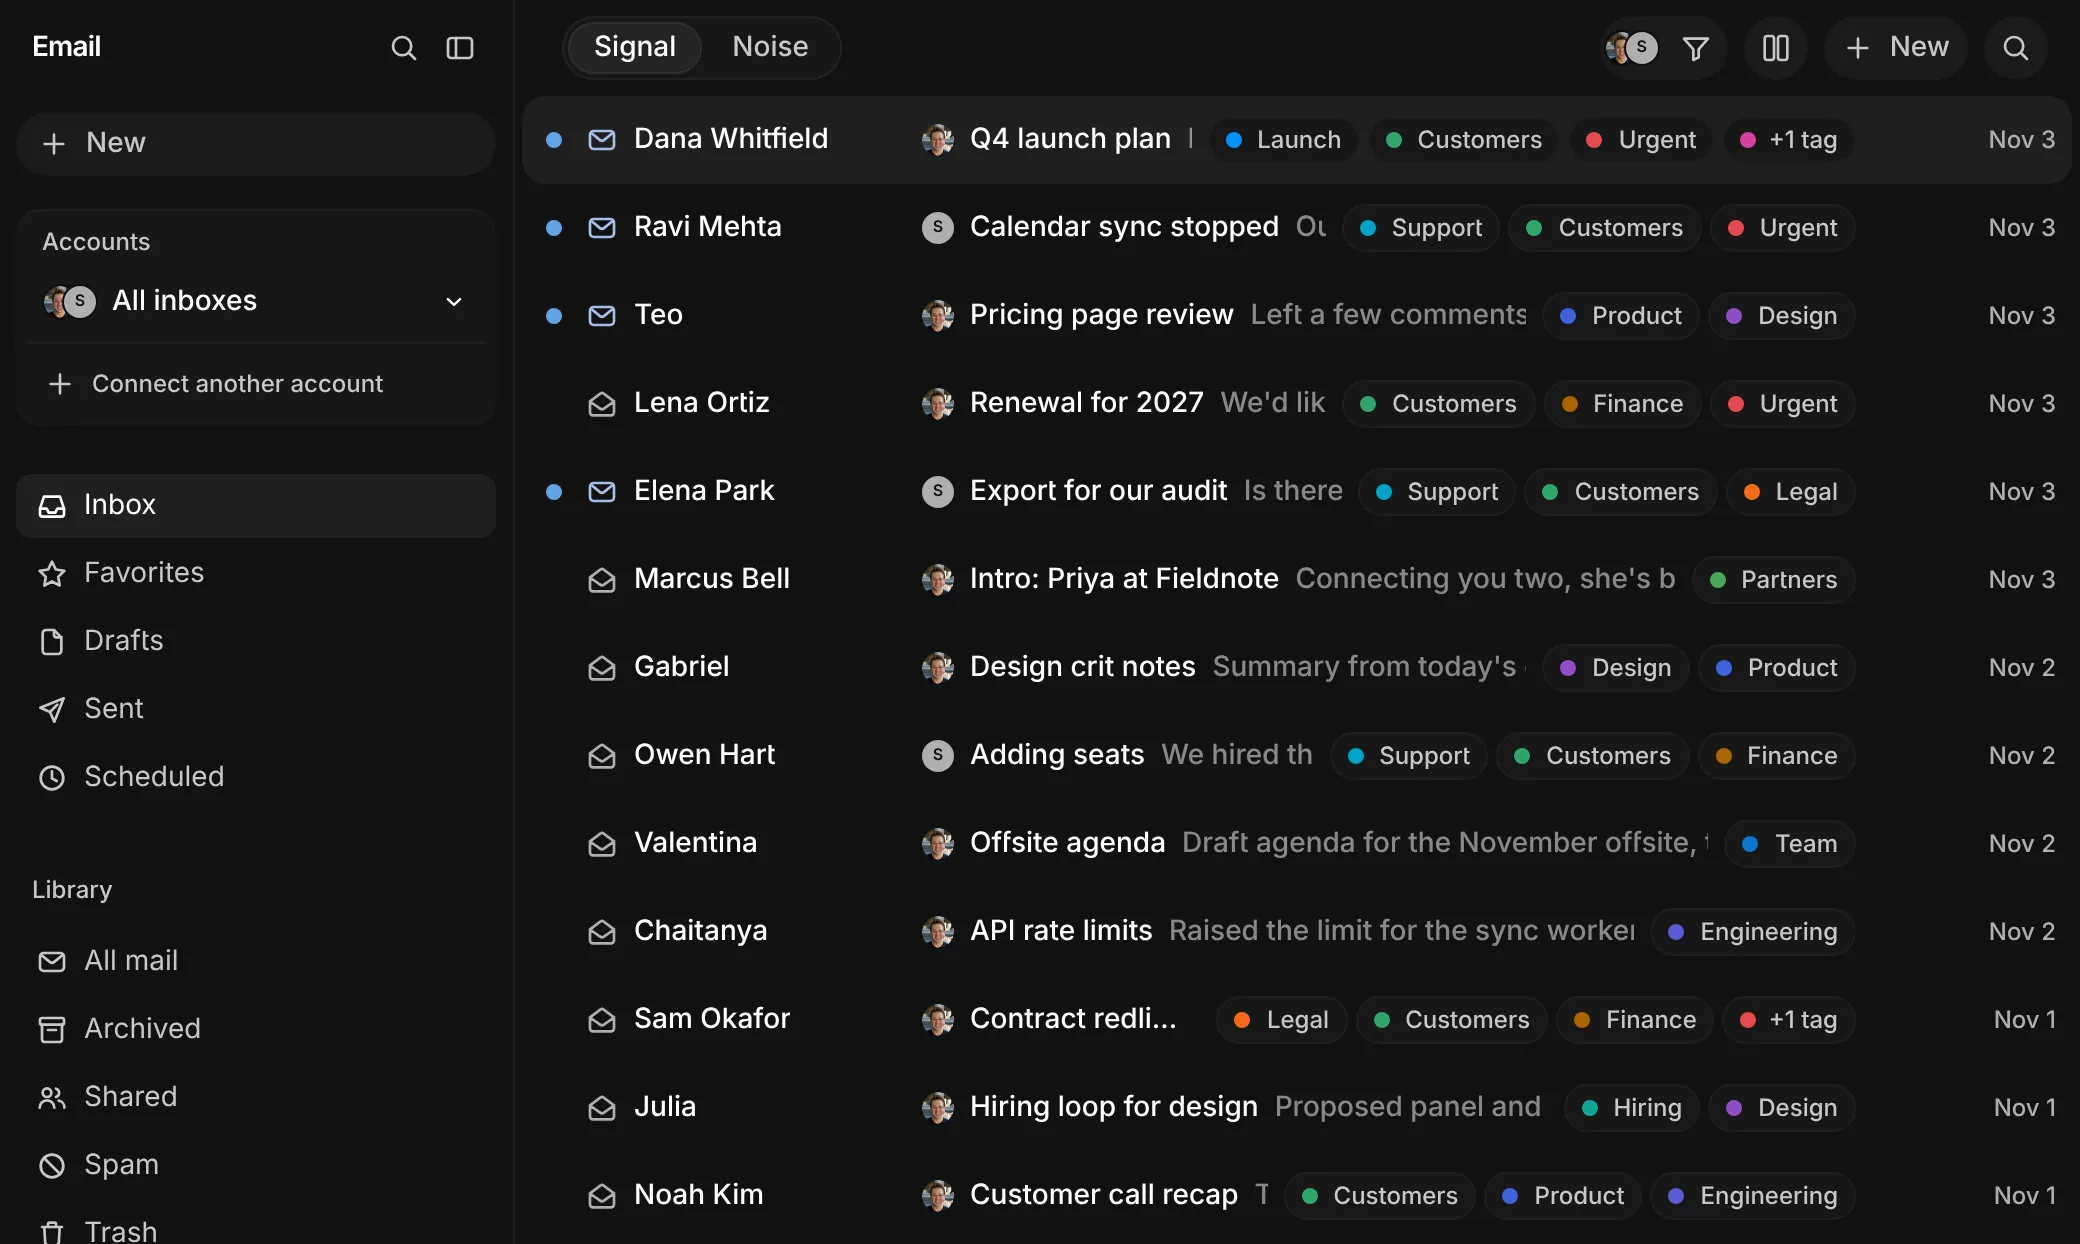 Email
New
Accounts
S All inboxes
Connect another account
Inbox
Favorites
Drafts
Sent
Scheduled
Library
All mail
Archived
Shared
Spam
Trash
Signal Noise S New
Dana Whitfield Q4 launch plan Launch Customers Urgent +1 tag Nov 3
Ravi Mehta S Calendar sync stopped Launch Support Customers Urgent Nov 3
Teo Pricing page review Left a few comments Product Design Nov 3
Lena Ortiz Renewal for 2027 We'd lik Customers Finance Urgent Nov 3
Elena Park S Export for our audit Is there Support Customers Legal Nov 3
Marcus Bell Intro: Priya at Fieldnote Connecting you two, she's b Partners Nov 3
Gabriel Design crit notes Summary from today's Design Product Nov 2
Owen Hart S Adding seats We hired th Support Customers Finance Nov 2
Valentina Offsite agenda Draft agenda for the November offsite, Team Nov 2
Chaitanya API rate limits Raised the limit for the sync worker Engineering Nov 2
Sam Okafor Contract redli... Legal Customers Finance +1 tag Nov 1
Julia Hiring loop for design Proposed panel and Hiring Design Nov 1
Noah Kim Customer call recap T Customers Product Engineering Nov 1